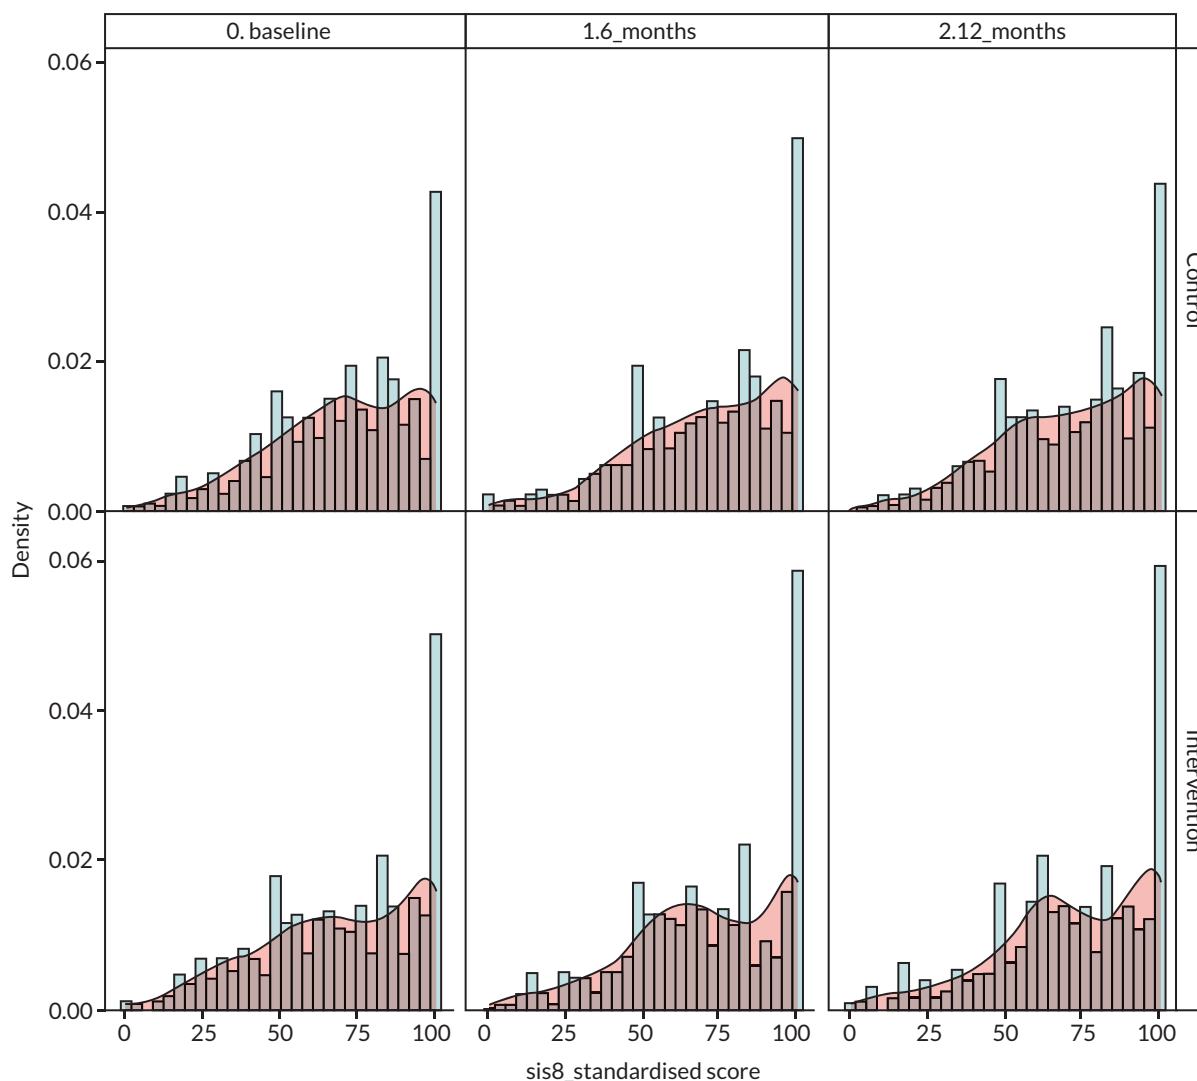 0. baseline
1.6_months
2.12_months
0.06
0.04
0.02
0.00
Control
Density
0.06
0.04
0.02
0.00
Intervention
0 25 50 75 100
0 25 50 75 100
0 25 50 75 100
sis8_standardised score